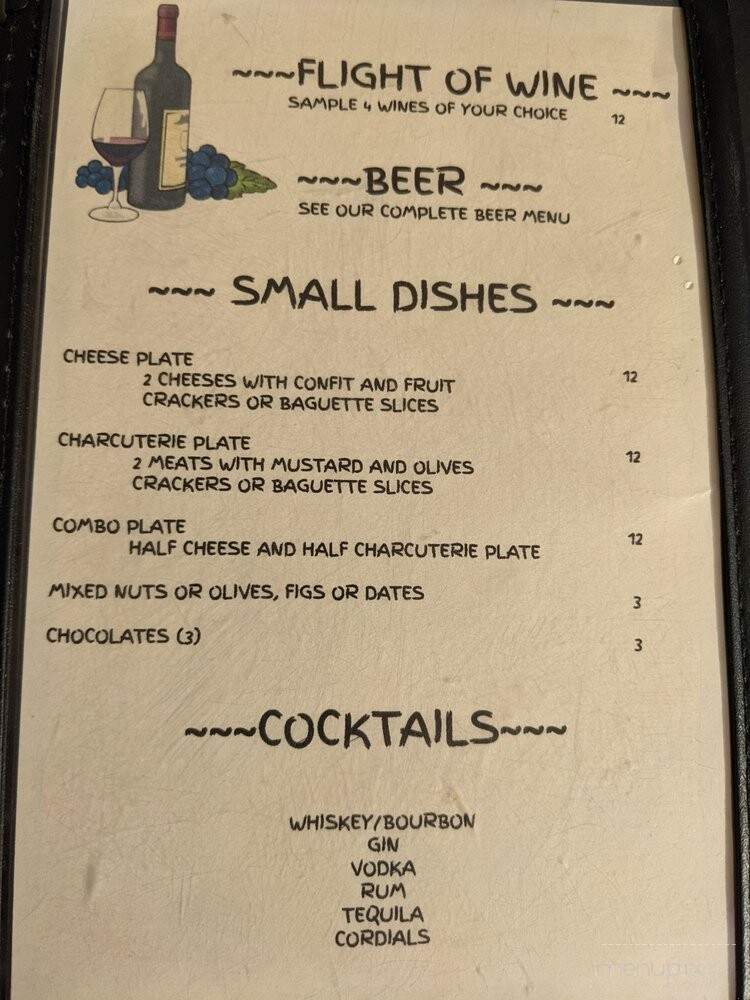 ~~~FLIGHT OF WINE ~~~
SAMPLE 4 WINES OF YOUR CHOICE 12
~~~BEER ~~~
SEE OUR COMPLETE BEER MENU
~~~ SMALL DISHES ~~~
CHEESE PLATE
2 CHEESES WITH CONFIT AND FRUIT 12
CRACKERS OR BAGUETTE SLICES
CHARCUTERIE PLATE
2 MEATS WITH MUSTARD AND OLIVES 12
CRACKERS OR BAGUETTE SLICES
COMBO PLATE
HALF CHEESE AND HALF CHARCUTERIE PLATE 12
MIXED NUTS OR OLIVES, FIGS OR DATES 3
CHOCOLATES (3) 3
~~~COCKTAILS~~~
WHISKEY/BOURBON
GIN
VODKA
RUM
TEQUILA
CORDIALS